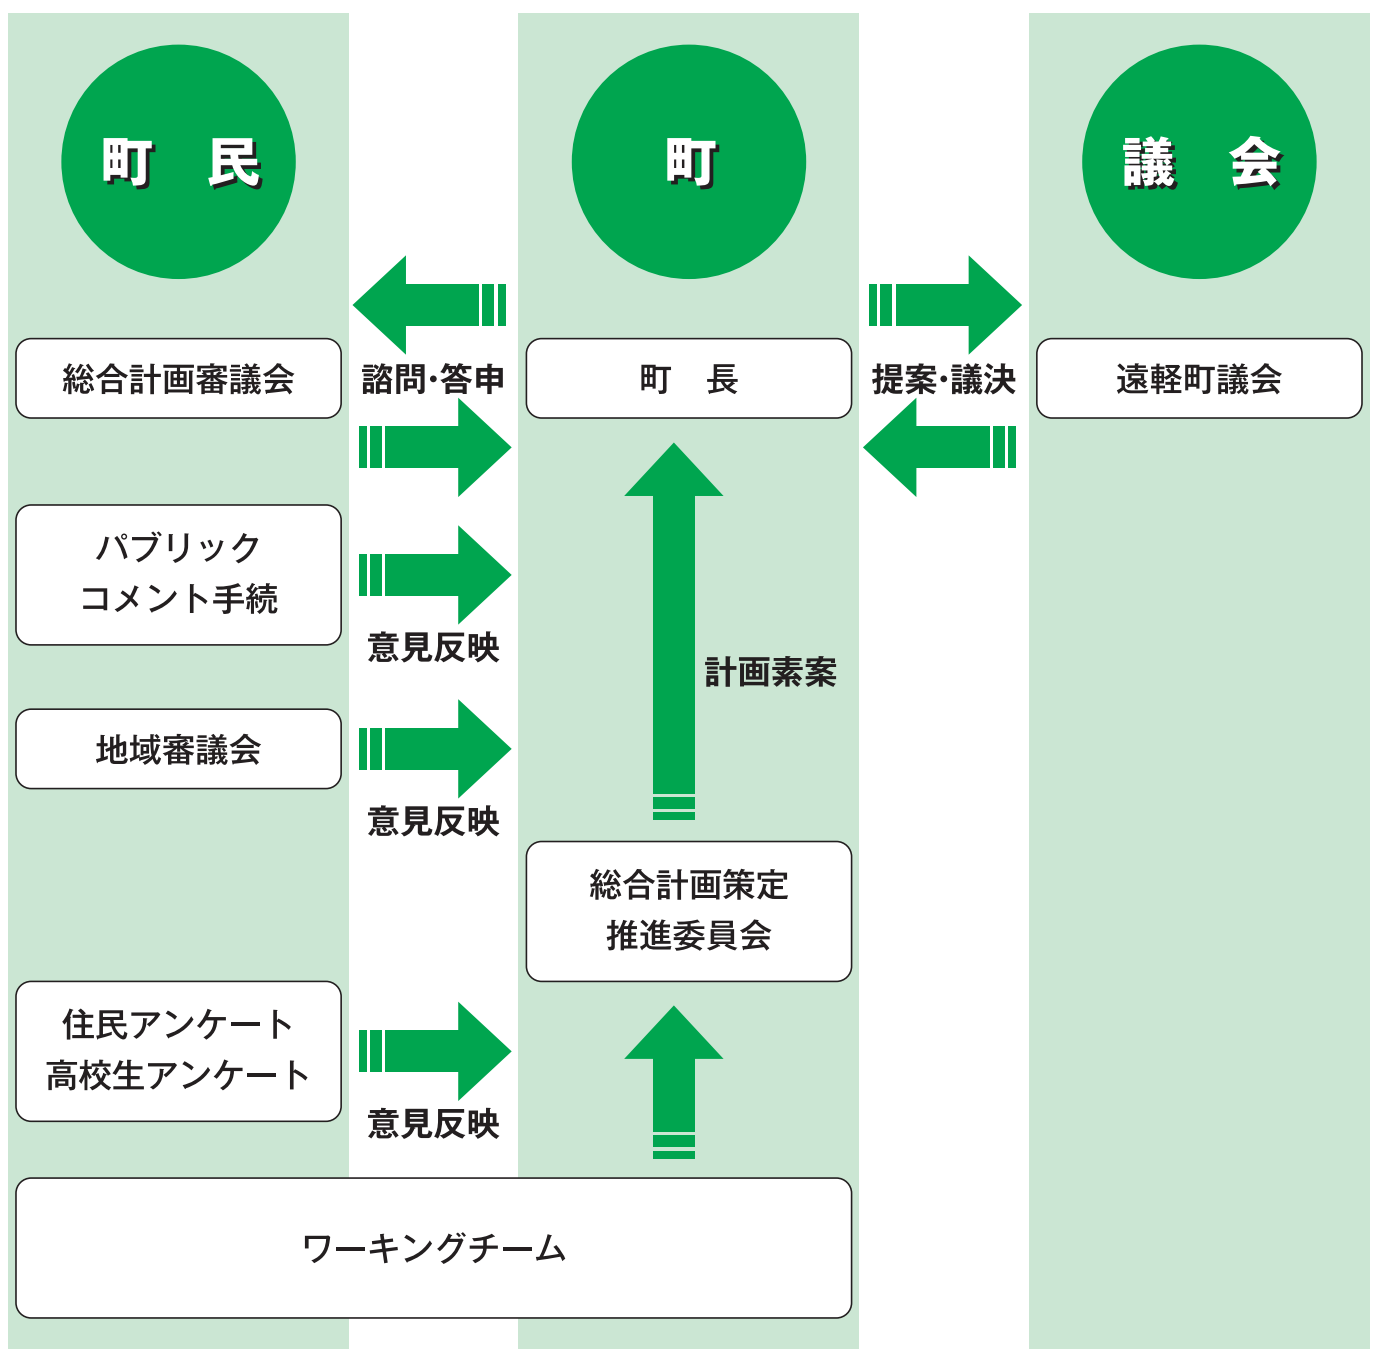 町　民
町
議　会
総合計画審議会
諮問・答申
町　長
提案・議決
遠軽町議会
パブリック
コメント手続
意見反映
計画素案
地域審議会
意見反映
総合計画策定
推進委員会
住民アンケート
高校生アンケート
意見反映
ワーキングチーム